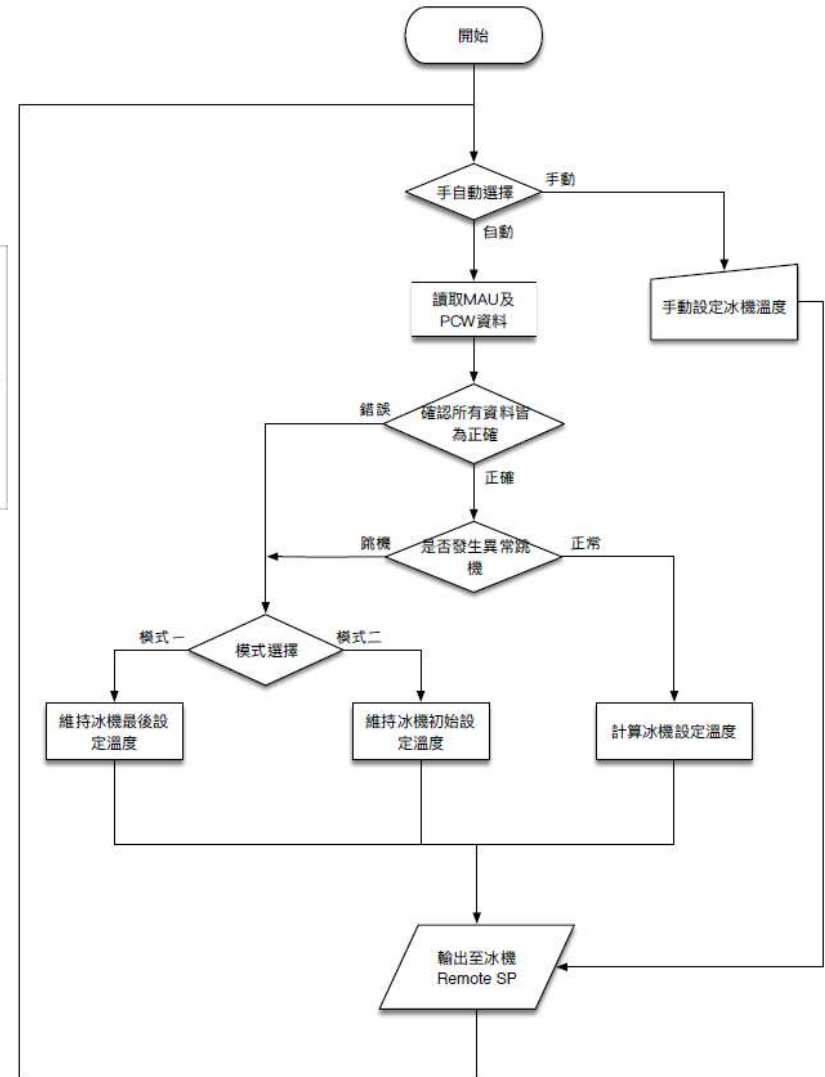 開始
手自動選擇
手動
自動
讀取MAU及
PCW資料
手動設定冰機溫度
錯誤
確認所有資料皆
為正確
正確
跳機
是否發生異常跳
機
正常
模式一
模式選擇
模式二
維持冰機最後設
定溫度
維持冰機初始設
定溫度
計算冰機設定溫度
輸出至冰機
Remote SP